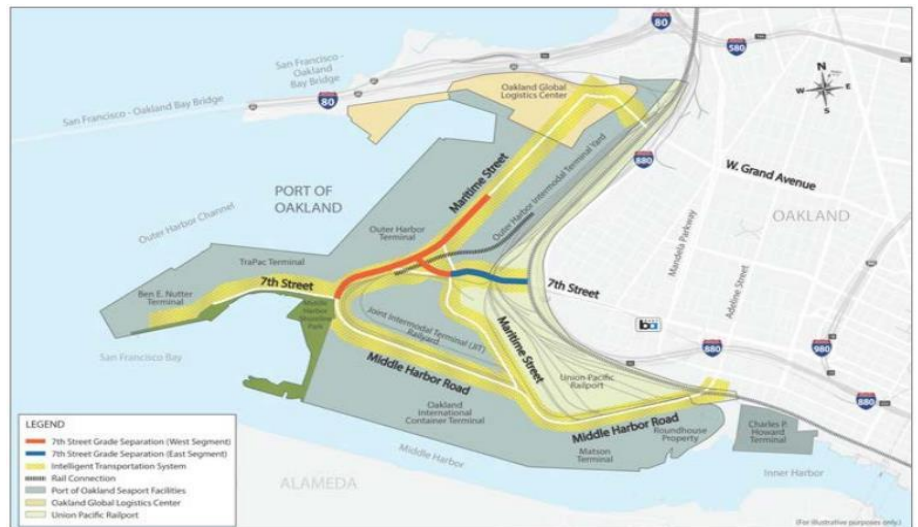 80
580
San Francisco -
Oakland
Bay Bridge
San Francisco - Oakland Bay Bridge
80
Oakland Global
Logistics Center
N
W
E
S
880
W. Grand Avenue
Maritime Street
Outer Harbor Intermodal Terminal Yard
PORT OF
OAKLAND
OAKLAND
Outer Harbor Channel
Outer Harbor
Terminal
Mandela Parkway
Adeline Street
TraPac Terminal
7th Street
7th Street
Ben E. Nutter
Terminal
Middle
Harbor
Shoreline
Park
Joint Intermodal Terminal (JIT)
Railyard
Maritime Street
San Francisco Bay
Middle Harbor Road
Union Pacific
Railport
880
980
880
Oakland
International
Container Terminal
Middle Harbor Road
Roundhouse
Property
Matson
Terminal
Charles P.
Howard
Terminal
Middle Harbor
Inner Harbor
ALAMEDA
LEGEND
7th Street Grade Separation (West Segment)
7th Street Grade Separation (East Segment)
Intelligent Transportation System
Rail Connection
Port of Oakland Seaport Facilities
Oakland Global Logistics Center
Union Pacific Railport
(For illustrative purposes only.)